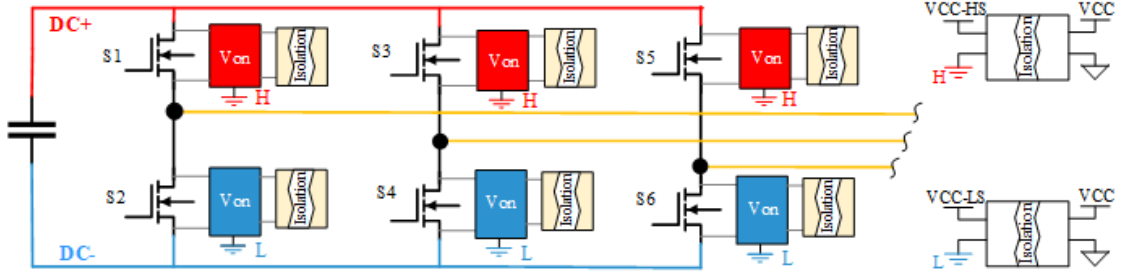 DC+
S1
Von
Isolation
H
S3
Von
Isolation
H
S5
Von
Isolation
H
VCC-HS
VCC
Isolation
H
S2
Von
Isolation
L
S4
Von
Isolation
L
S6
Von
Isolation
L
VCC-LS
VCC
Isolation
L
DC-